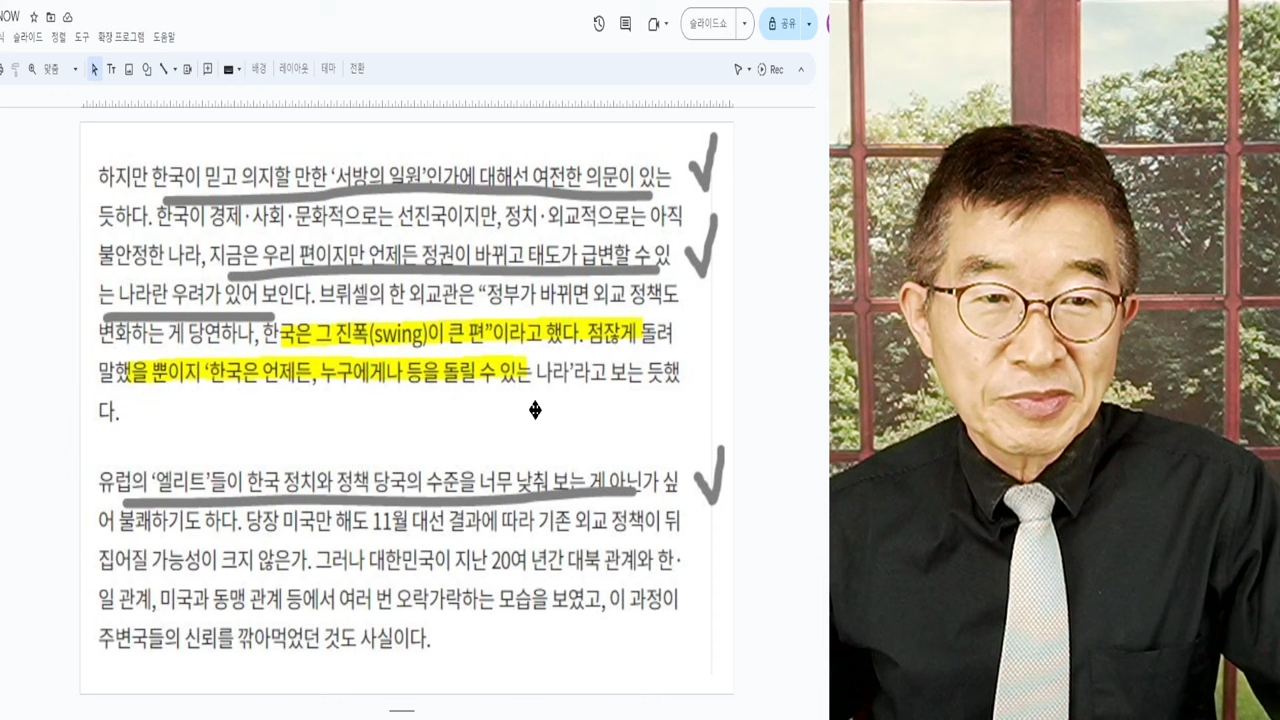 NOW
슬라이드쇼
공유
식 슬라이드 정렬 도구 확장 프로그램 도움말
맞춤
Tr
배경 레이아웃 테마 전환
Rec
하지만 한국이 믿고 의지할 만한 ‘서방의 일원’인가에 대해선 여전한 의문이 있는
듯하다. 한국이 경제·사회·문화적으로는 선진국이지만, 정치·외교적으로는 아직
불안정한 나라, 지금은 우리 편이지만 언제든 정권이 바뀌고 태도가 급변할 수 있
는 나라란 우려가 있어 보인다. 브뤼셀의 한 외교관은 “정부가 바뀌면 외교 정책도
변화하는 게 당연하나, 한국은 그 진폭(swing)이 큰 편”이라고 했다. 점잖게 돌려
말했을 뿐이지 ‘한국은 언제든, 누구에게나 등을 돌릴 수 있는 나라’라고 보는 듯했
다.
유럽의 ‘엘리트’들이 한국 정치와 정책 당국의 수준을 너무 낮춰 보는 게 아닌가 싶
어 불쾌하기도 하다. 당장 미국만 해도 11월 대선 결과에 따라 기존 외교 정책이 뒤
집어질 가능성이 크지 않은가. 그러나 대한민국이 지난 20여 년간 대북 관계와 한·
일 관계, 미국과 동맹 관계 등에서 여러 번 오락가락하는 모습을 보였고, 이 과정이
주변국들의 신뢰를 깎아먹었던 것도 사실이다.